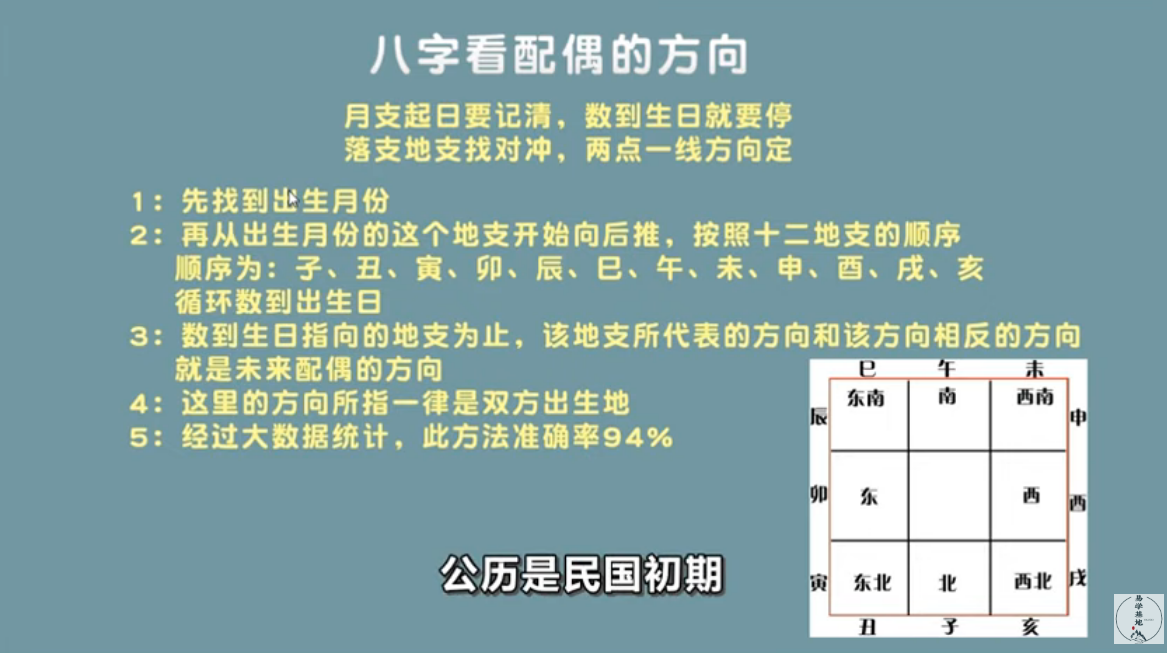 八字看配偶的方向
月支起日要记清，数到生日就要停
落支地支找对冲，两点一线方向定
1：先找到出生月份
2：再从出生月份的这个地支开始向后推，按照十二地支的顺序
顺序为：子、丑、寅、卯、辰、巳、午、未、申、酉、戌、亥
循环数到出生日
3：数到生日指向的地支为止，该地支所代表的方向和该方向相反的方向
就是未来配偶的方向
4：这里的方向所指一律是双方出生地
5：经过大数据统计，此方法准确率94%
巳 午 未
辰 东南 南 西南 申
卯 东 西 酉
寅 东北 北 西北 戌
丑 子 亥
公历是民国初期
易学基地